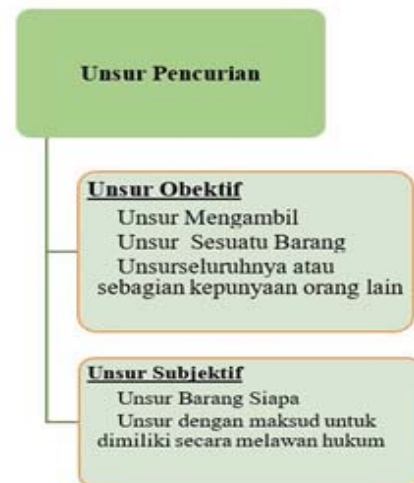 Unsur Pencurian
Unsur Obektif
Unsur Mengambil
Unsur Sesuatu Barang
Unsurseluruhnya atau
sebagian kepunyaan orang lain
Unsur Subjektif
Unsur Barang Siapa
Unsur dengan maksud untuk
dimiliki secara melawan hukum